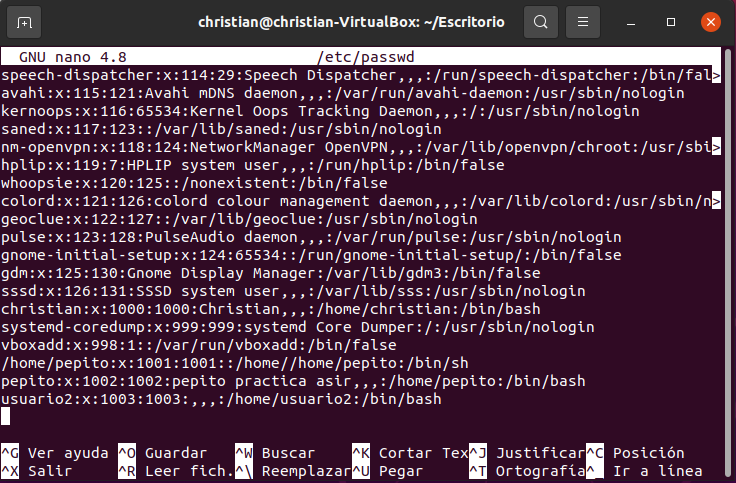 christian@christian-VirtualBox: ~/Escritorio
GNU nano 4.8 /etc/passwd
speech-dispatcher:x:114:29:Speech Dispatcher,,,:/run/speech-dispatcher:/bin/fal>
avahi:x:115:121:Avahi mDNS daemon,,,:/var/run/avahi-daemon:/usr/sbin/nologin
kernoops:x:116:65534:Kernel Oops Tracking Daemon,,,:/:/usr/sbin/nologin
saned:x:117:123::/var/lib/saned:/usr/sbin/nologin
nm-openvpn:x:118:124:NetworkManager OpenVPN,,,:/var/lib/openvpn/chroot:/usr/sbi>
hplip:x:119:7:HPLIP system user,,,:/run/hplip:/bin/false
whoopsie:x:120:125::/nonexistent:/bin/false
colord:x:121:126:colord colour management daemon,,,:/var/lib/colord:/usr/sbin/n>
geoclue:x:122:127::/var/lib/geoclue:/usr/sbin/nologin
pulse:x:123:128:PulseAudio daemon,,,:/var/run/pulse:/usr/sbin/nologin
gnome-initial-setup:x:124:65534::/run/gnome-initial-setup/:/bin/false
gdm:x:125:130:Gnome Display Manager:/var/lib/gdm3:/bin/false
sssd:x:126:131:SSSD system user,,,:/var/lib/sss:/usr/sbin/nologin
christian:x:1000:1000:Christian,,,:/home/christian:/bin/bash
systemd-coredump:x:999:999:systemd Core Dumper:/:/usr/sbin/nologin
vboxadd:x:998:1::/var/run/vboxadd:/bin/false
/home/pepito:x:1001:1001::/home//home/pepito:/bin/sh
pepito:x:1002:1002:pepito practica asir,,,:/home/pepito:/bin/bash
usuario2:x:1003:1003:,,,:/home/usuario2:/bin/bash
^G Ver ayuda ^O Guardar ^W Buscar ^K Cortar Tex^J Justificar^C Posición
^X Salir ^R Leer fich.^\ Reemplazar^U Pegar ^T Ortografía^_ Ir a línea